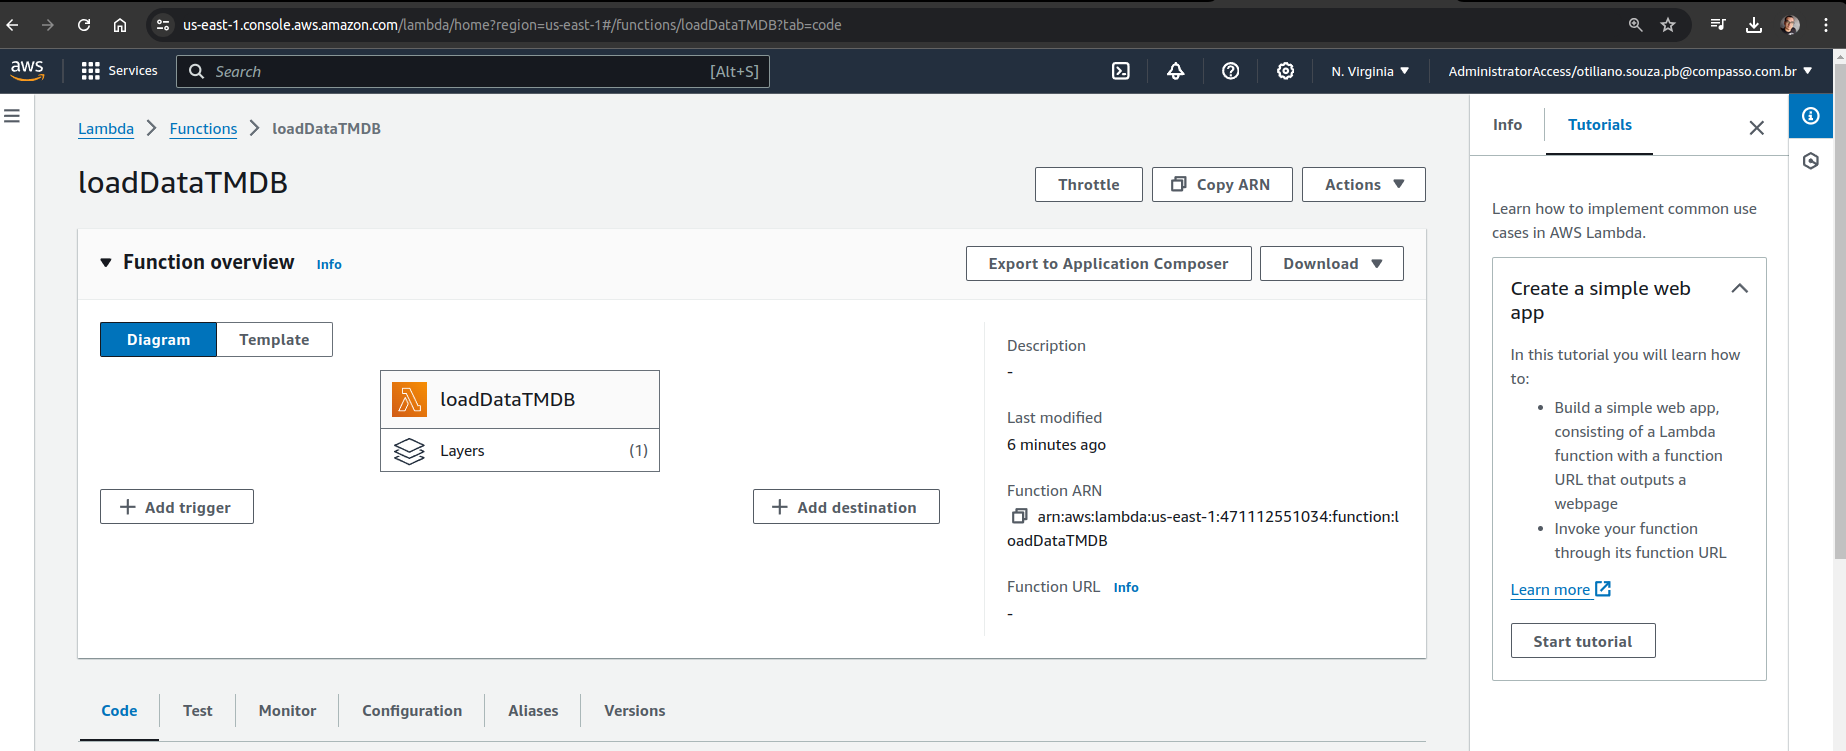 us-east-1.console.aws.amazon.com/lambda/home?region=us-east-1#/functions/loadDataTMDB?tab=code
aws
Services
Search
[Alt+S]
N. Virginia
AdministratorAccess/otiliano.souza.pb@compasso.com.br
Lambda
Functions
loadDataTMDB
loadDataTMDB
Throttle
Copy ARN
Actions
Function overview
Info
Export to Application Composer
Download
Diagram
Template
loadDataTMDB
Layers
(1)
Add trigger
Add destination
Description
-
Last modified
6 minutes ago
Function ARN
arn:aws:lambda:us-east-1:471112551034:function:l
oadDataTMDB
Function URL
Info
-
Code
Test
Monitor
Configuration
Aliases
Versions
Info
Tutorials
Learn how to implement common use
cases in AWS Lambda.
Create a simple web
app
In this tutorial you will learn how
to:
• Build a simple web app,
consisting of a Lambda
function with a function
URL that outputs a
webpage
• Invoke your function
through its function URL
Learn more
Start tutorial